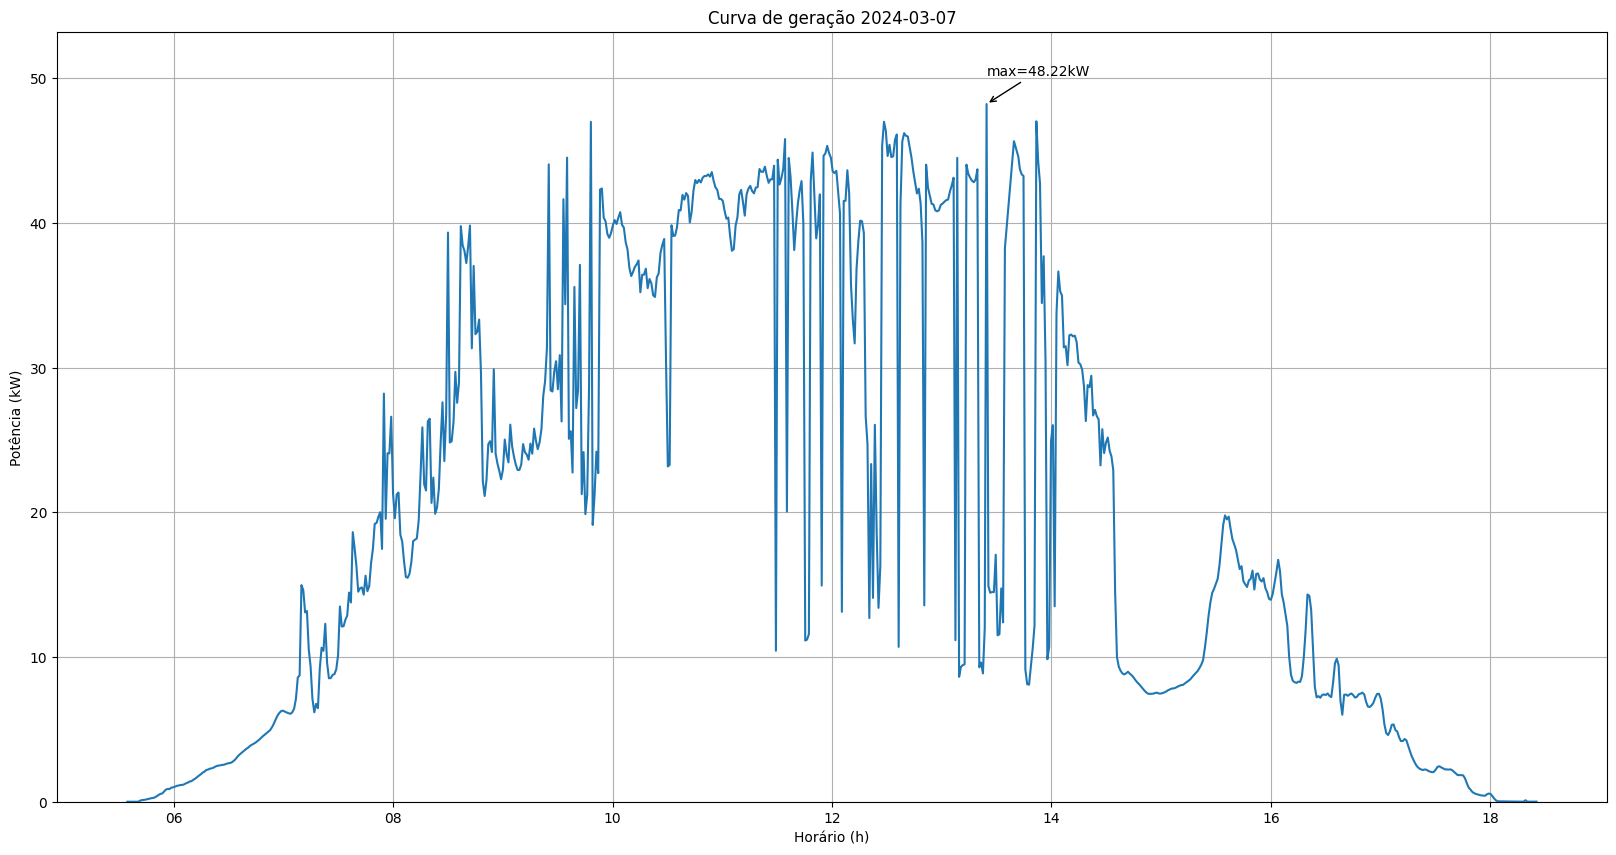 Curva de geração 2024-03-07
max=48.22kW
50
40
30
20
10
0
Potência (kW)
06 08 10 12 14 16 18
Horário (h)